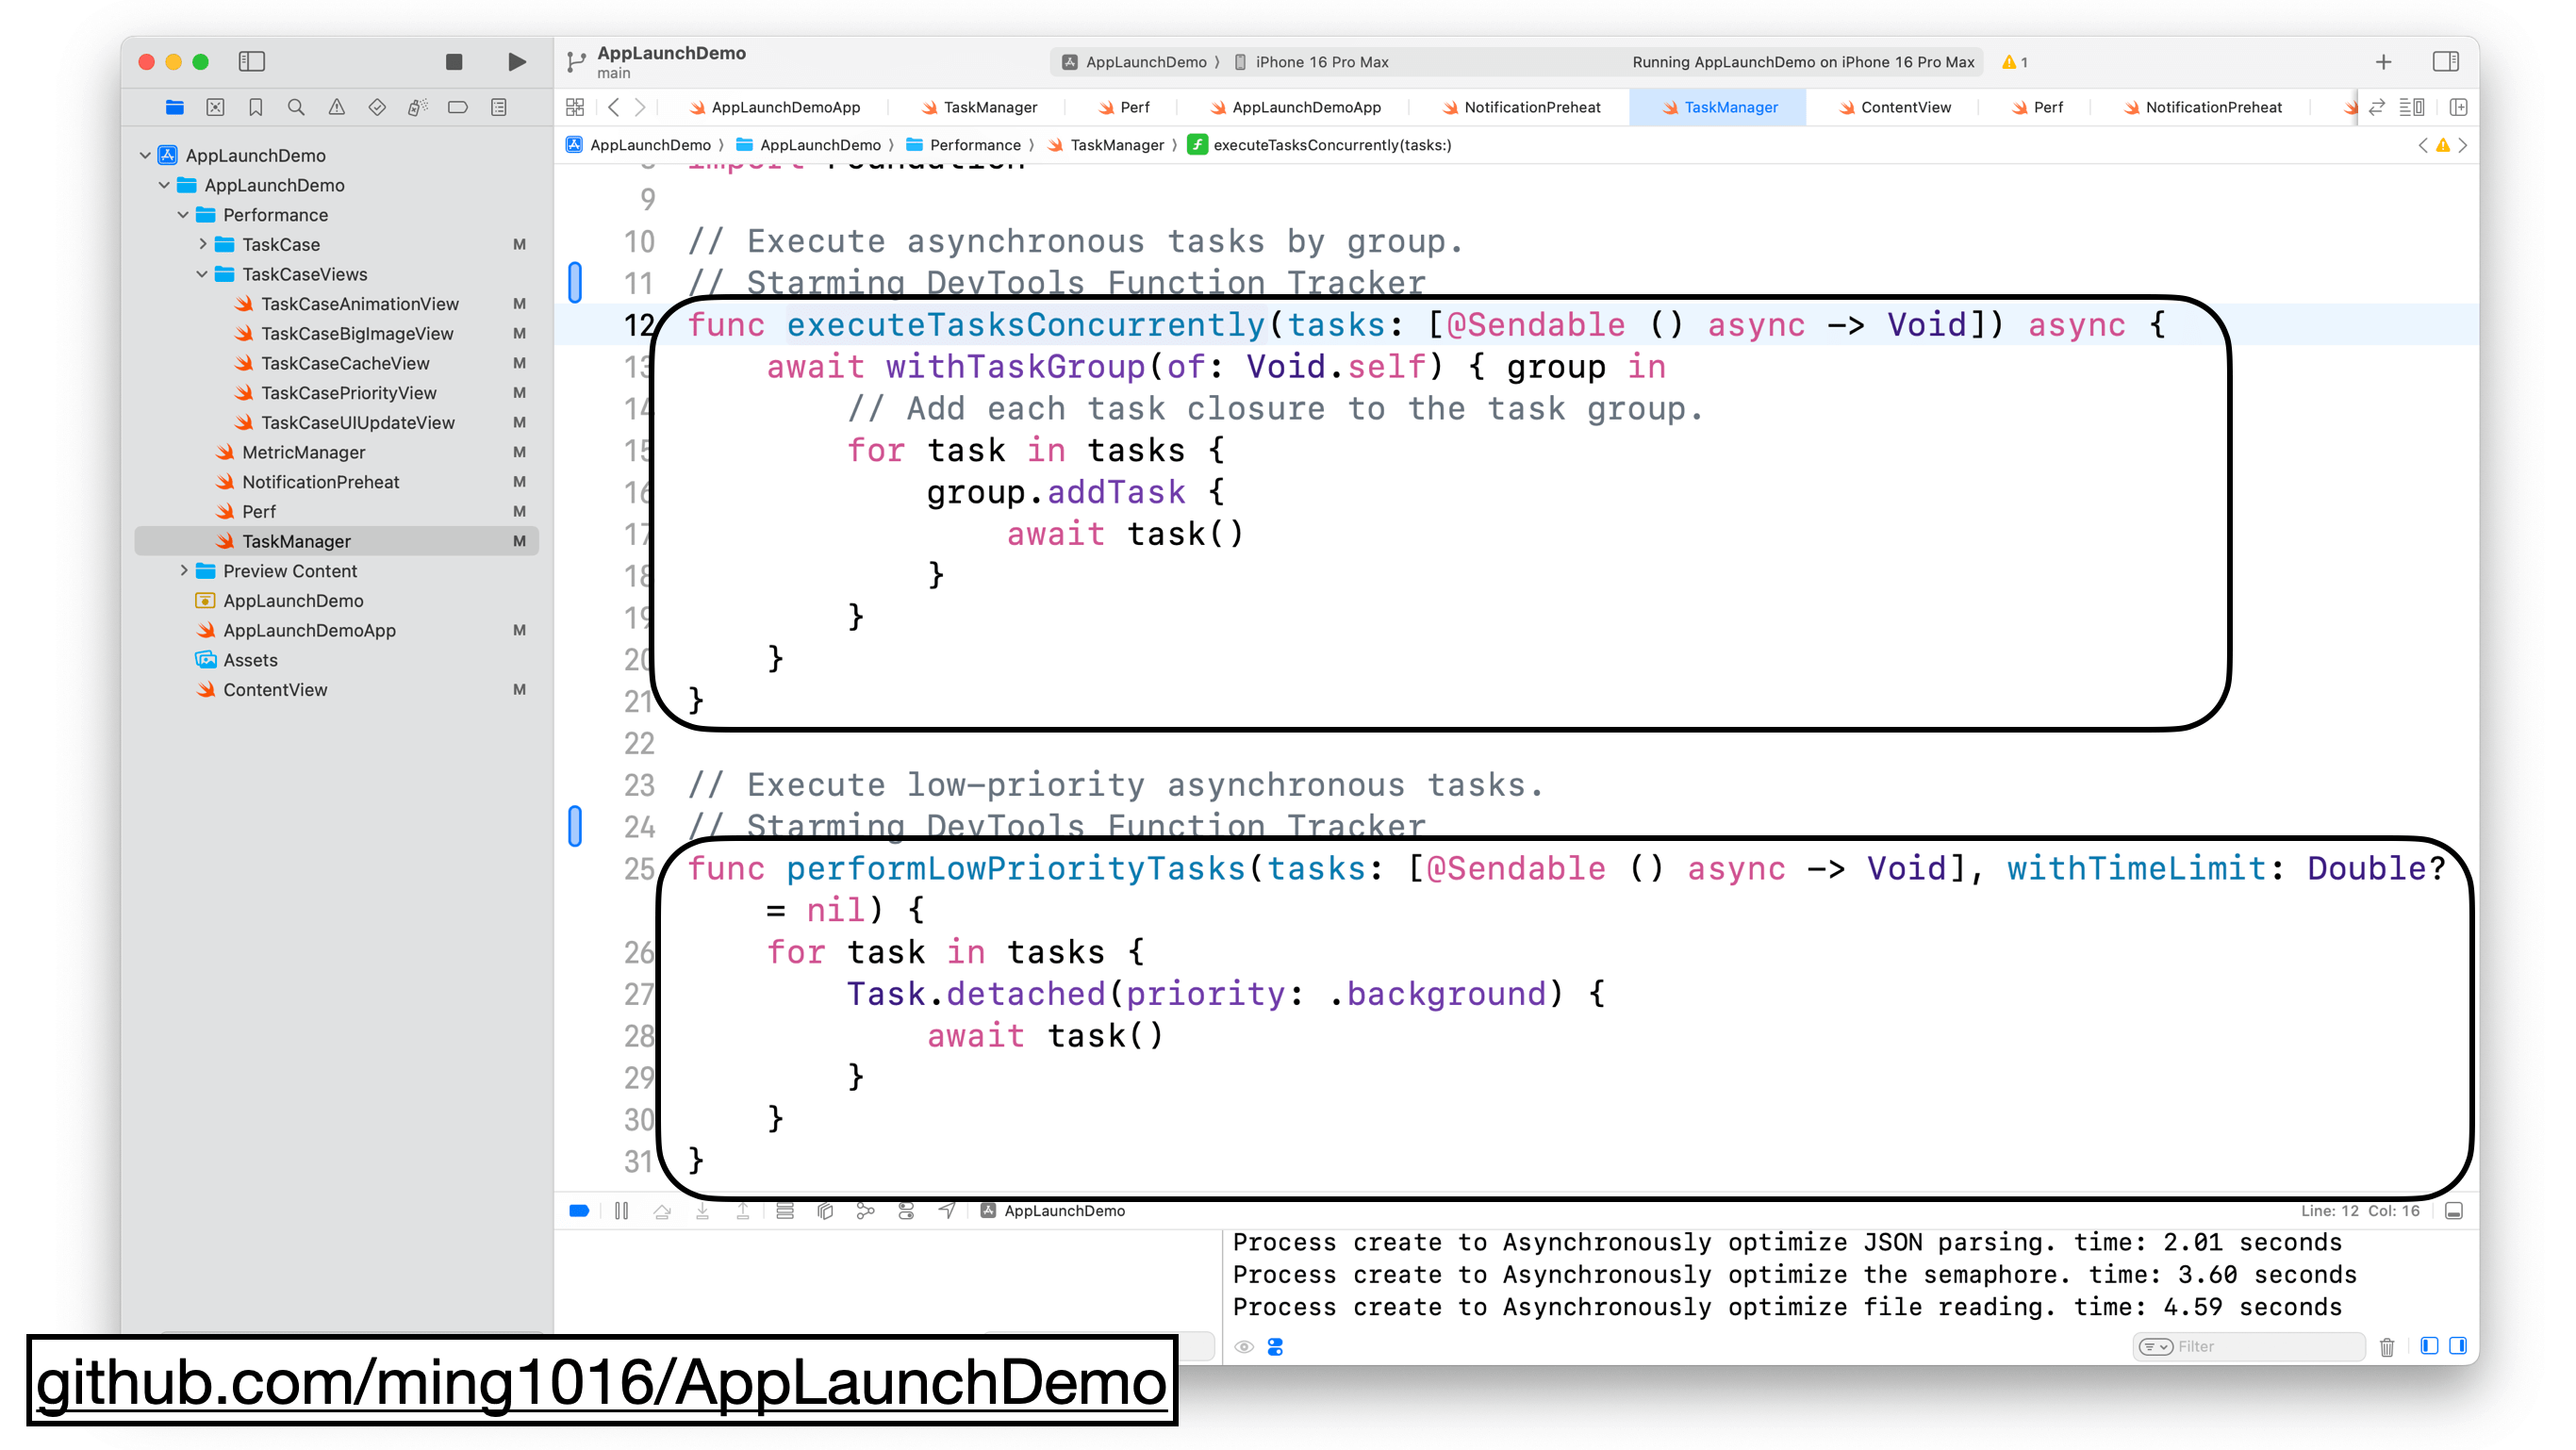 AppLaunchDemo
main
AppLaunchDemo
iPhone 16 Pro Max
Running AppLaunchDemo on iPhone 16 Pro Max
1
AppLaunchDemoApp
TaskManager
Perf
AppLaunchDemoApp
NotificationPreheat
TaskManager
ContentView
Perf
NotificationPreheat
AppLaunchDemo
AppLaunchDemo
Performance
TaskManager
executeTasksConcurrently(tasks:)
AppLaunchDemo
AppLaunchDemo
Performance
TaskCase M
TaskCaseViews
TaskCaseAnimationView M
TaskCaseBigImageView M
TaskCaseCacheView M
TaskCasePriorityView M
TaskCaseUIUpdateView M
MetricManager M
NotificationPreheat M
Perf M
TaskManager M
Preview Content
AppLaunchDemo
AppLaunchDemoApp M
Assets
ContentView M
8 import Foundation
9
10 // Execute asynchronous tasks by group.
11 // Starming DevTools Function Tracker
12 func executeTasksConcurrently(tasks: [@Sendable () async -> Void]) async {
13 await withTaskGroup(of: Void.self) { group in
14 // Add each task closure to the task group.
15 for task in tasks {
16 group.addTask {
17 await task()
18 }
19 }
20 }
21 }
22
23 // Execute low-priority asynchronous tasks.
24 // Starming DevTools Function Tracker
25 func performLowPriorityTasks(tasks: [@Sendable () async -> Void], withTimeLimit: Double?
= nil) {
26 for task in tasks {
27 Task.detached(priority: .background) {
28 await task()
29 }
30 }
31 }
AppLaunchDemo
Line: 12 Col: 16
Process create to Asynchronously optimize JSON parsing. time: 2.01 seconds
Process create to Asynchronously optimize the semaphore. time: 3.60 seconds
Process create to Asynchronously optimize file reading. time: 4.59 seconds
Filter
github.com/ming1016/AppLaunchDemo